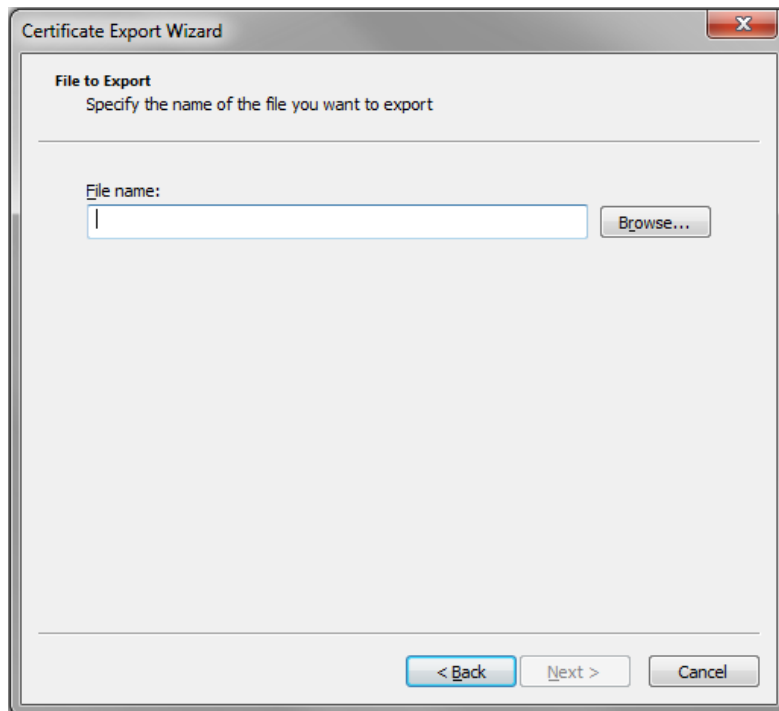 Certificate Export Wizard
File to Export
Specify the name of the file you want to export
File name:
Browse...
< Back Next > Cancel